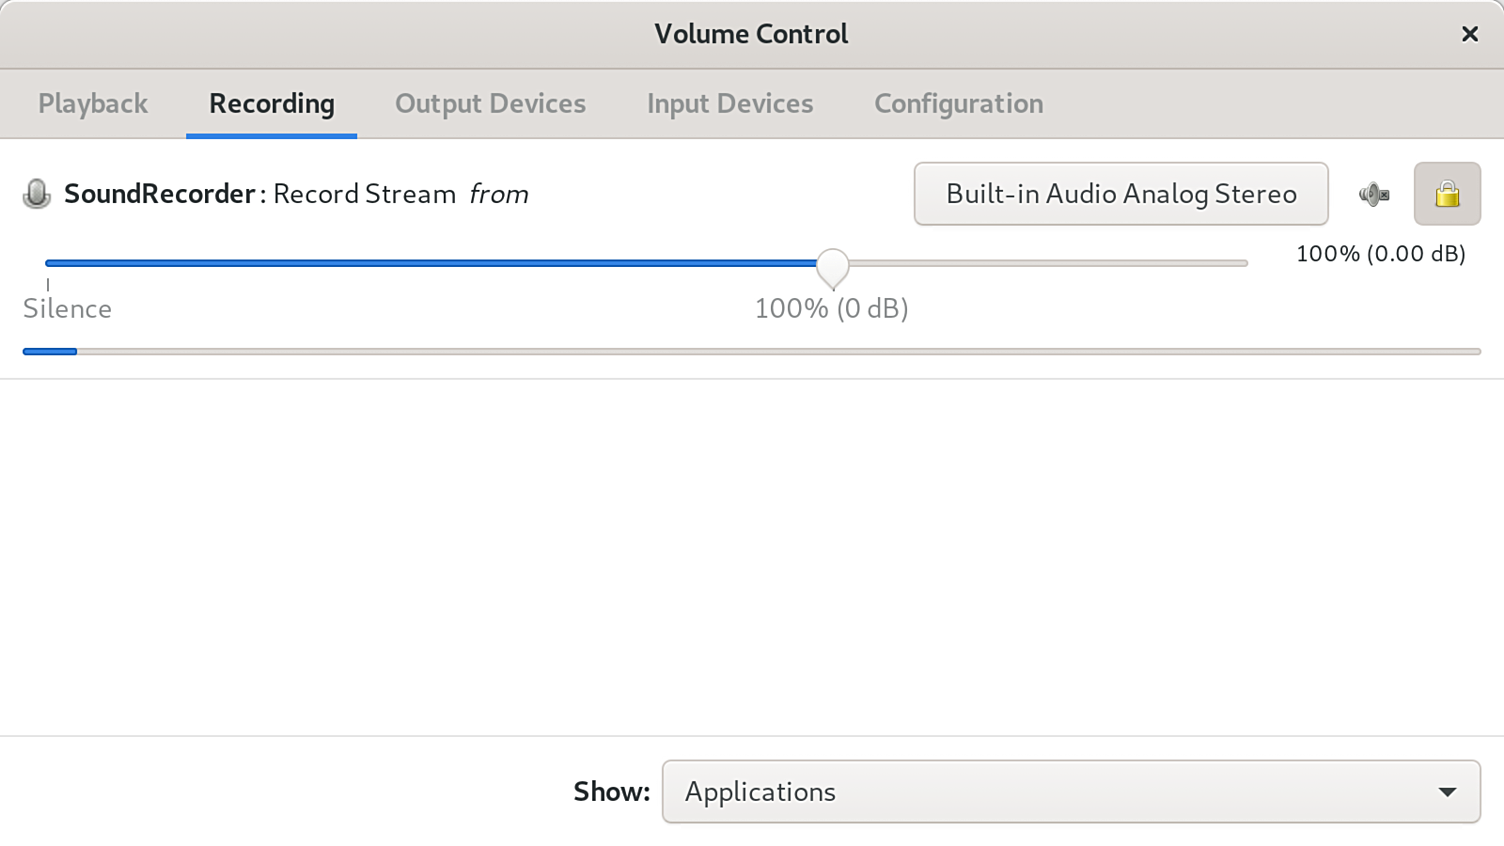 Volume Control
Playback Recording Output Devices Input Devices Configuration
SoundRecorder: Record Stream from Built-in Audio Analog Stereo
100% (0.00 dB)
Silence 100% (0 dB)
Show: Applications